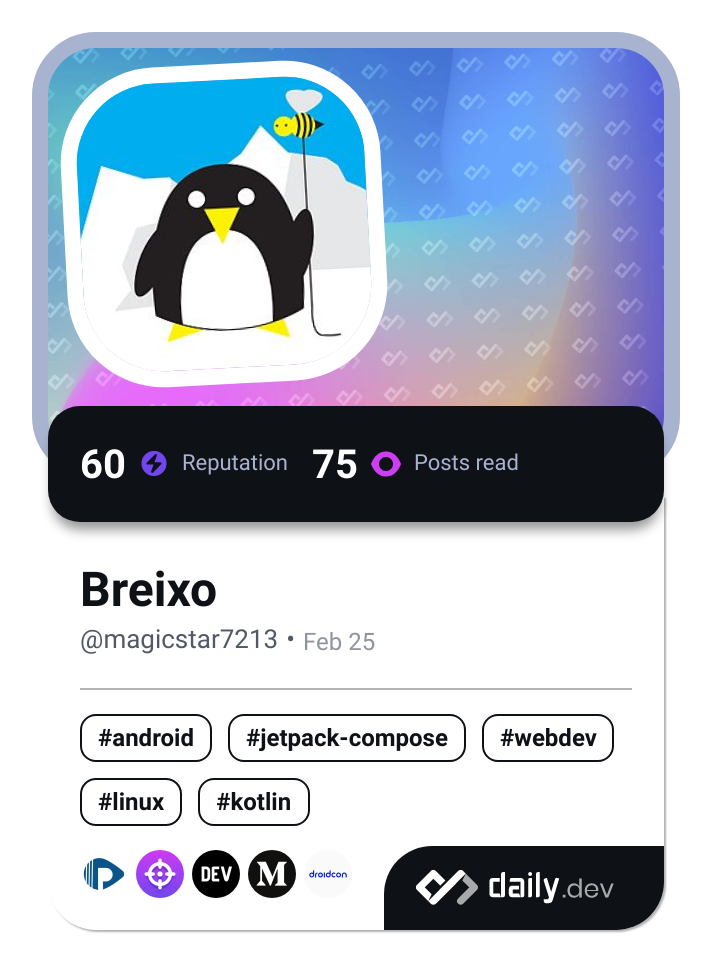 60 Reputation 75 Posts read
Breixo
@magicstar7213 • Feb 25
#android #jetpack-compose #webdev
#linux #kotlin
DEV M droidcon
daily.dev